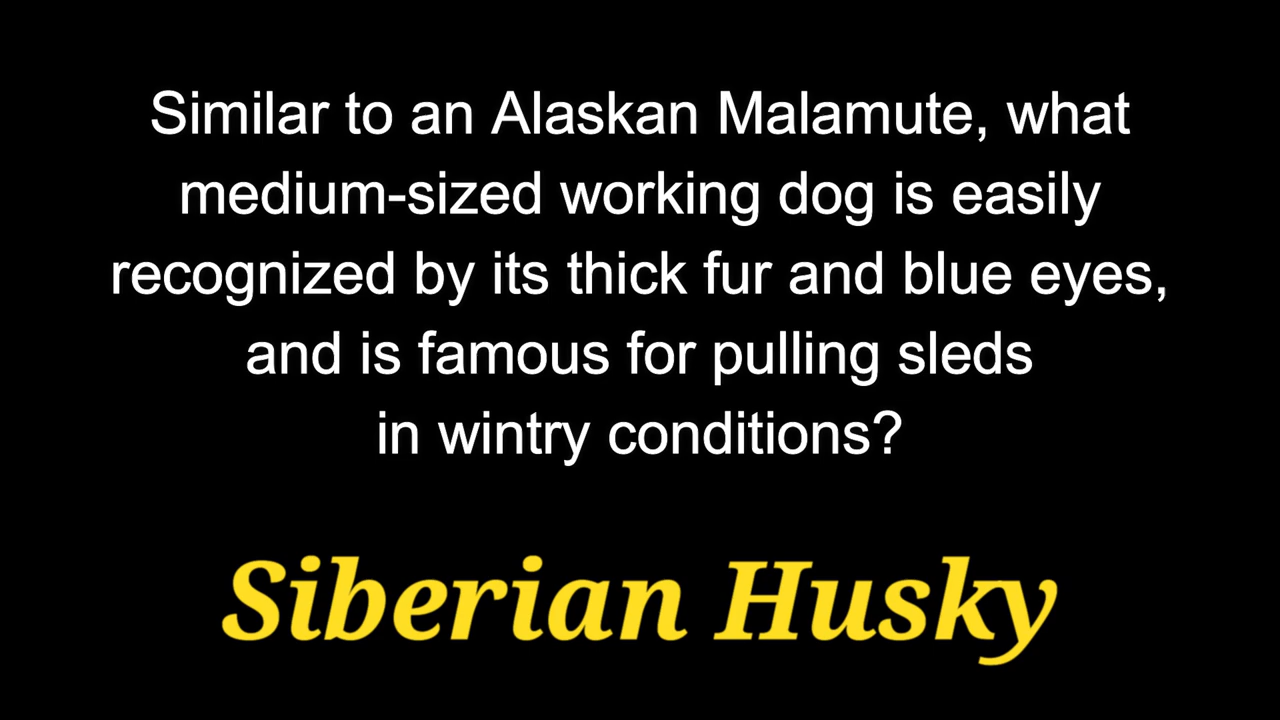 Similar to an Alaskan Malamute, what
medium-sized working dog is easily
recognized by its thick fur and blue eyes,
and is famous for pulling sleds
in wintry conditions?
Siberian Husky